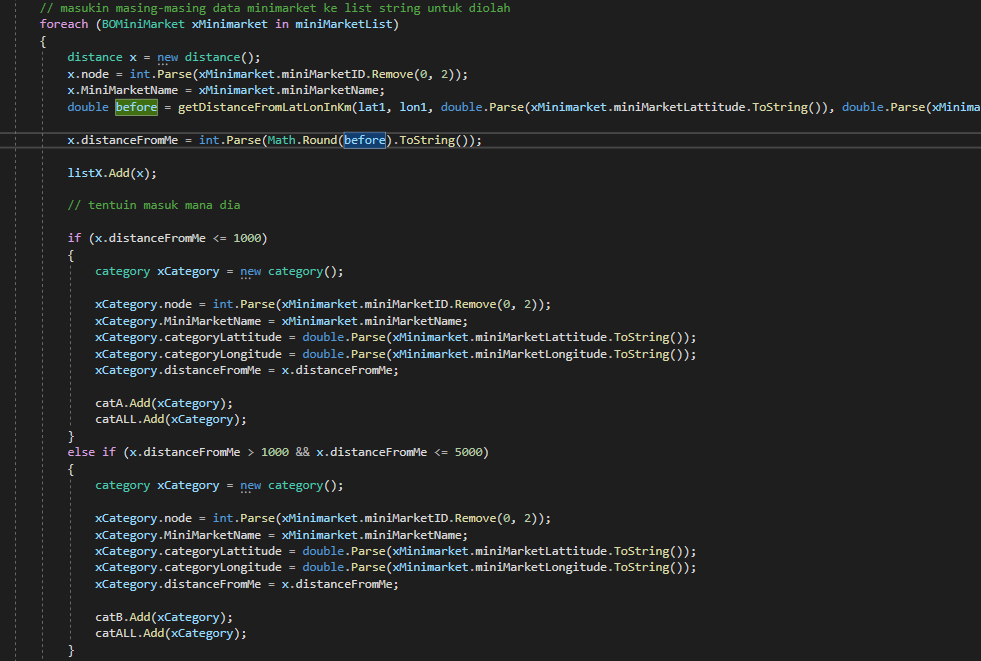 // masukin masing-masing data minimarket ke list string untuk diolah
foreach (BOMiniMarket xMinimarket in miniMarketList)
{
distance x = new distance();
x.node = int.Parse(xMinimarket.miniMarketID.Remove(0, 2));
x.MiniMarketName = xMinimarket.miniMarketName;
double before = getDistanceFromLatLonInKm(lat1, lon1, double.Parse(xMinimarket.miniMarketLattitude.ToString()), double.Parse(xMinima
x.distanceFromMe = int.Parse(Math.Round(before).ToString());
listX.Add(x);
// tentuin masuk mana dia
if (x.distanceFromMe <= 1000)
{
category xCategory = new category();
xCategory.node = int.Parse(xMinimarket.miniMarketID.Remove(0, 2));
xCategory.MiniMarketName = xMinimarket.miniMarketName;
xCategory.categoryLattitude = double.Parse(xMinimarket.miniMarketLattitude.ToString());
xCategory.categoryLongitude = double.Parse(xMinimarket.miniMarketLongitude.ToString());
xCategory.distanceFromMe = x.distanceFromMe;
catA.Add(xCategory);
catALL.Add(xCategory);
}
else if (x.distanceFromMe > 1000 && x.distanceFromMe <= 5000)
{
category xCategory = new category();
xCategory.node = int.Parse(xMinimarket.miniMarketID.Remove(0, 2));
xCategory.MiniMarketName = xMinimarket.miniMarketName;
xCategory.categoryLattitude = double.Parse(xMinimarket.miniMarketLattitude.ToString());
xCategory.categoryLongitude = double.Parse(xMinimarket.miniMarketLongitude.ToString());
xCategory.distanceFromMe = x.distanceFromMe;
catB.Add(xCategory);
catALL.Add(xCategory);
}